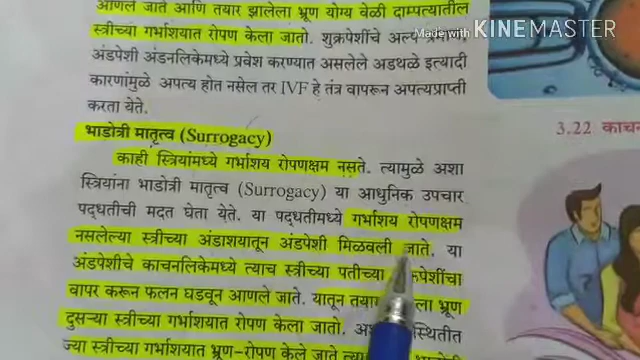 आणले जाते आणि तयार झालेला भ्रूण योग्य वेळी दाम्पत्यातील
स्त्रीच्या गर्भाशयात रोपण केला जातो. शुक्रपेशींचे अल्प
अंडपेशी अंडनलिकेमध्ये प्रवेश करण्यात असलेले अडथळे इत्यादी
कारणांमुळे अपत्य होत नसेल तर IVF हे तंत्र वापरून अपत्यप्राप्ती
करता येते.
भाडोत्री मातृत्व (Surrogacy)
काही स्त्रियांमध्ये गर्भाशय रोपणक्षम नसते. त्यामुळे अशा
स्त्रियांना भाडोत्री मातृत्व (Surrogacy) या आधुनिक उपचार
पद्धतीची मदत घेता येते. या पद्धतीमध्ये गर्भाशय रोपणक्षम
नसलेल्या स्त्रीच्या अंडाशयातून अंडपेशी मिळवली जाते. या
अंडपेशीचे काचनलिकेमध्ये त्याच स्त्रीच्या पतीच्या
वापर करून फलन घडवून आणले जाते. यातून भ्रूण
दुसऱ्या स्त्रीच्या गर्भाशयात रोपण केला जातो.
ज्या स्त्रीच्या गर्भाशयात भ्रूण-रोपण केले जाते
3.22 काचन
Made with KINEMASTER